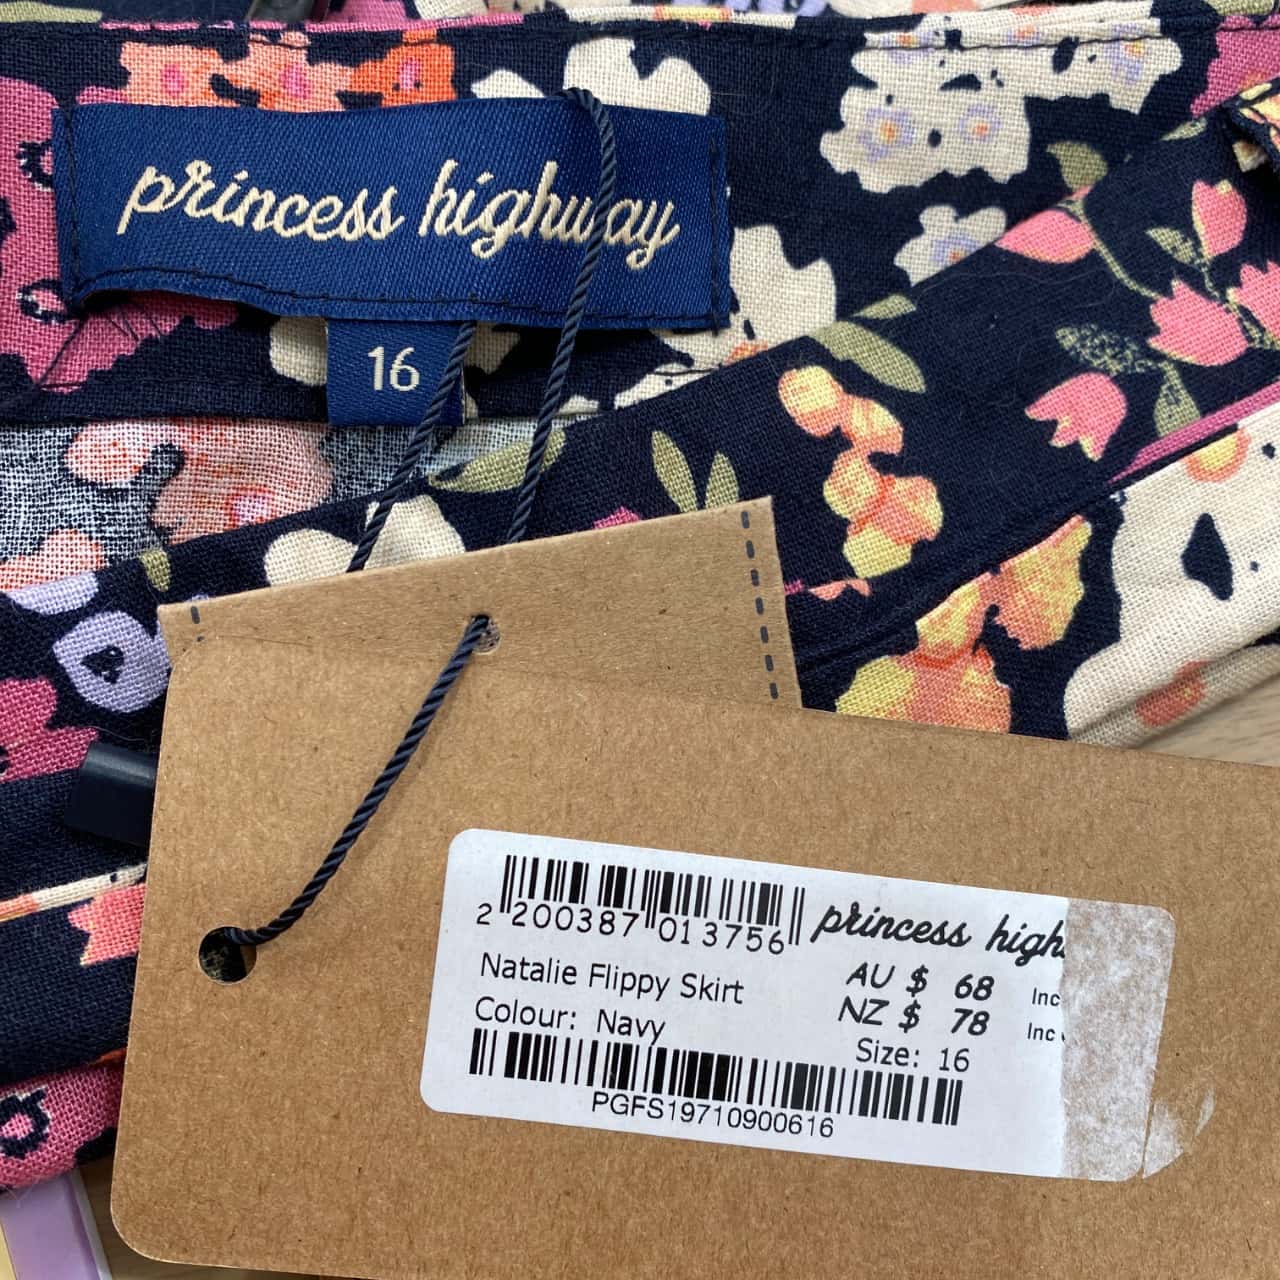 princess highway
16
2 200387 013756
princess high
Natalie Flippy Skirt
AU $ 68 Inc
Colour: Navy
NZ $ 78 Inc
Size: 16
PGFS19710900616